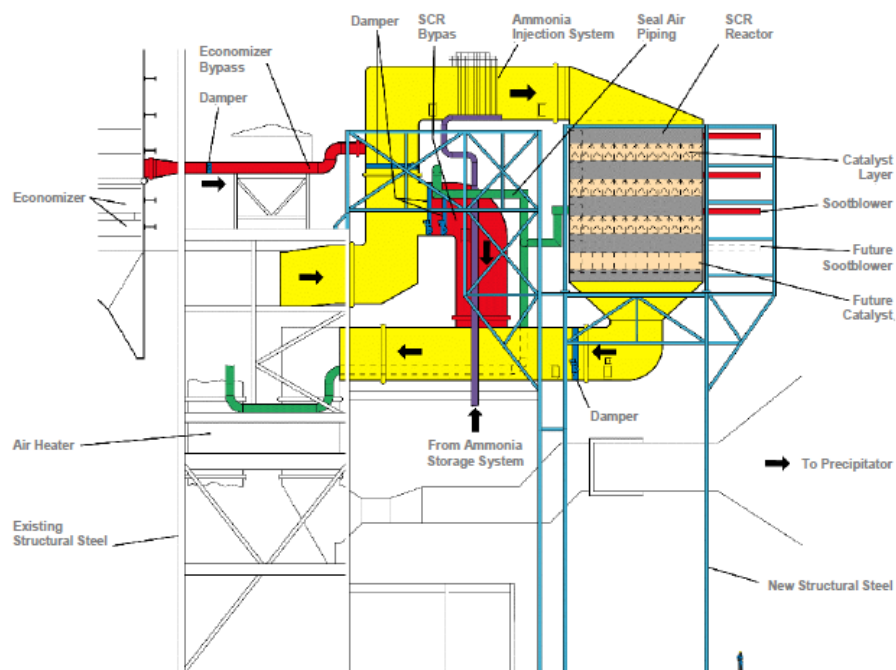 Damper
SCR
Bypas
Ammonia
Injection System
Seal Air
Piping
SCR
Reactor
Economizer
Bypass
Damper
Economizer
Catalyst
Layer
Sootblower
Future
Sootblower
Future
Catalyst
Damper
Air Heater
From Ammonia
Storage System
To Precipitator
Existing
Structural Steel
New Structural Steel